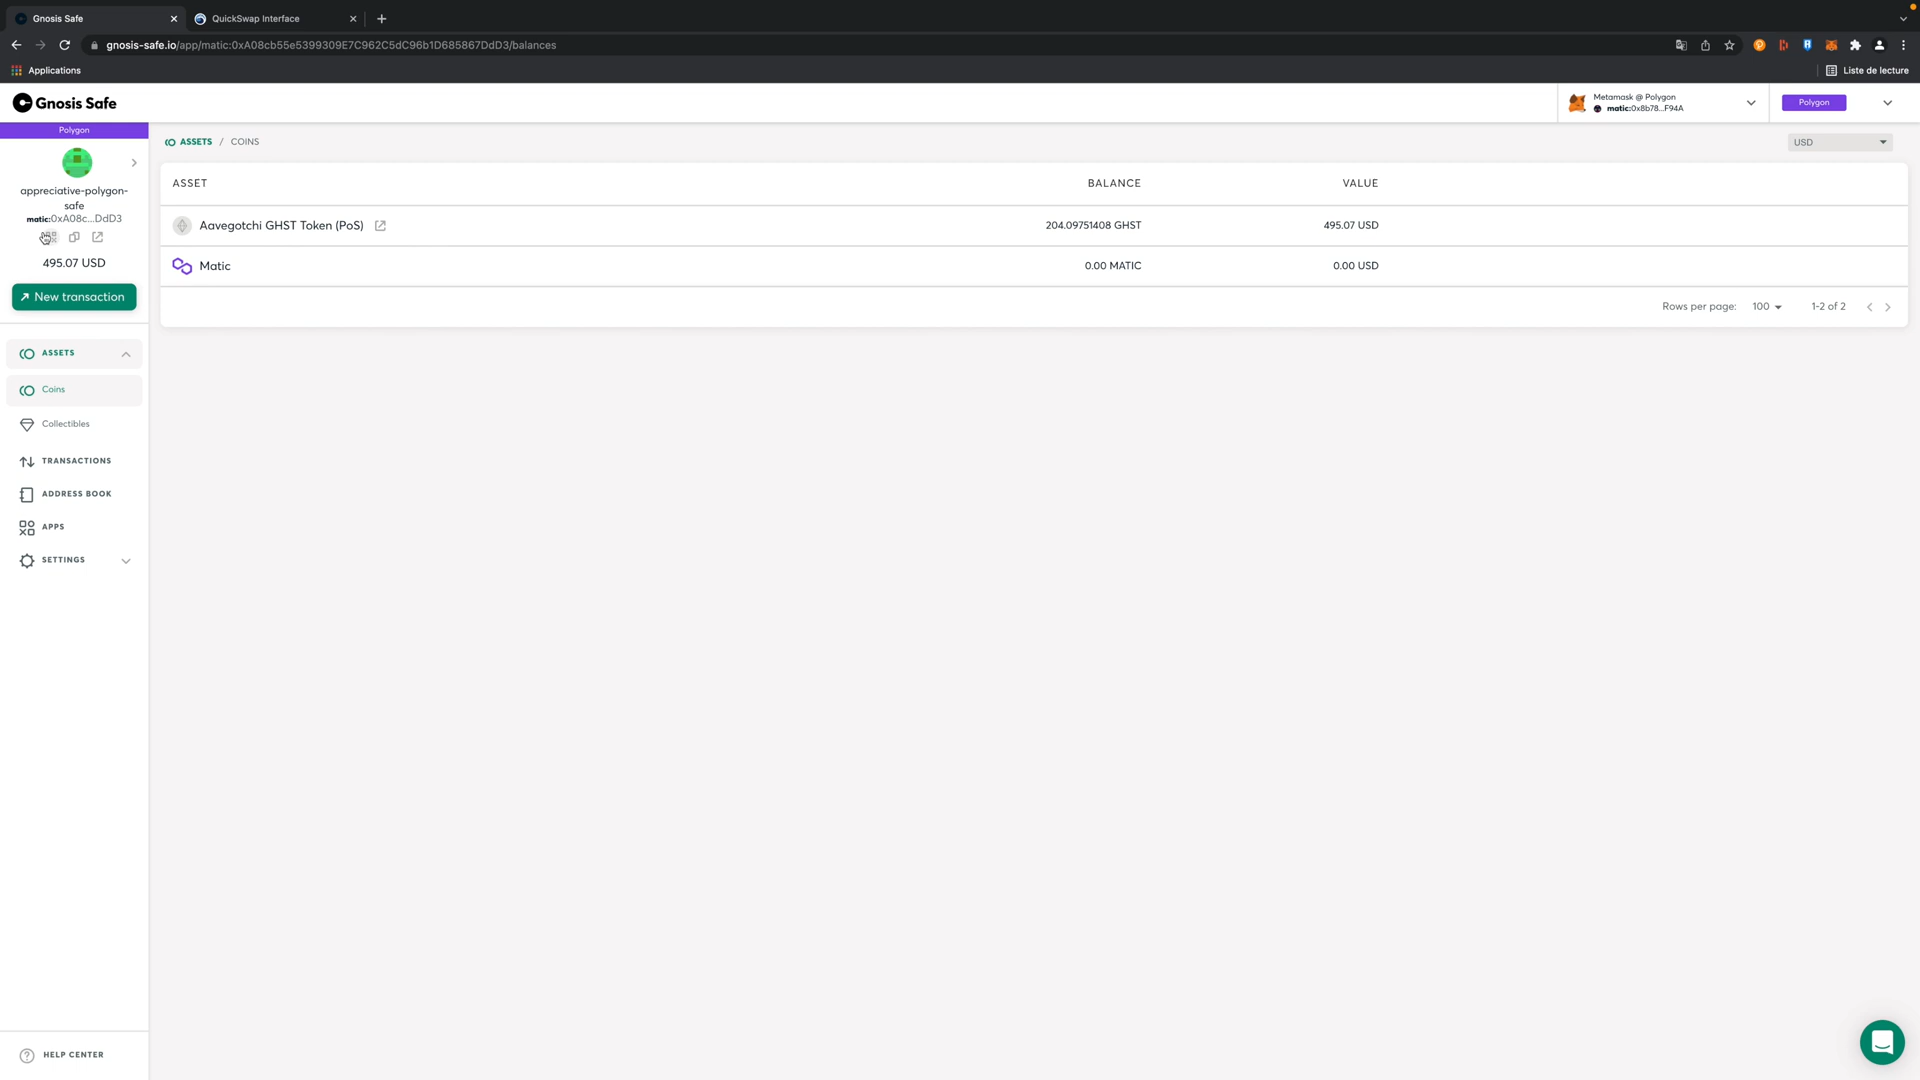 Gnosis Safe
QuickSwap Interface
gnosis-safe.io/app/matic:0xA08cb55e5399309E7C962C5dC96b1D685867DdD3/balances
Applications
Liste de lecture
Gnosis Safe
Metamask @ Polygon
matic:0x8b78...F94A
Polygon
Polygon
appreciative-polygon-
safe
matic:0xA08c...DdD3
495.07 USD
New transaction
ASSETS
Coins
Collectibles
TRANSACTIONS
ADDRESS BOOK
APPS
SETTINGS
HELP CENTER
ASSETS / COINS
USD
ASSET BALANCE VALUE
Aavegotchi GHST Token (PoS) 204.09751408 GHST 495.07 USD
Matic 0.00 MATIC 0.00 USD
Rows per page: 100 1-2 of 2